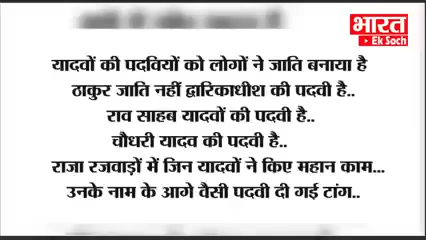 भारत
Ek Soch
यादवों की पदवियों को लोगों ने जाति बनाया है
ठाकुर जाति नहीं द्वारिकाधीश की पदवी है..
राव साहब यादवों की पदवी है..
चौधरी यादव की पदवी है..
राजा रजवाड़ों में जिन यादवों ने किए महान काम...
उनके नाम के आगे वैसी पदवी दी गई टांग..